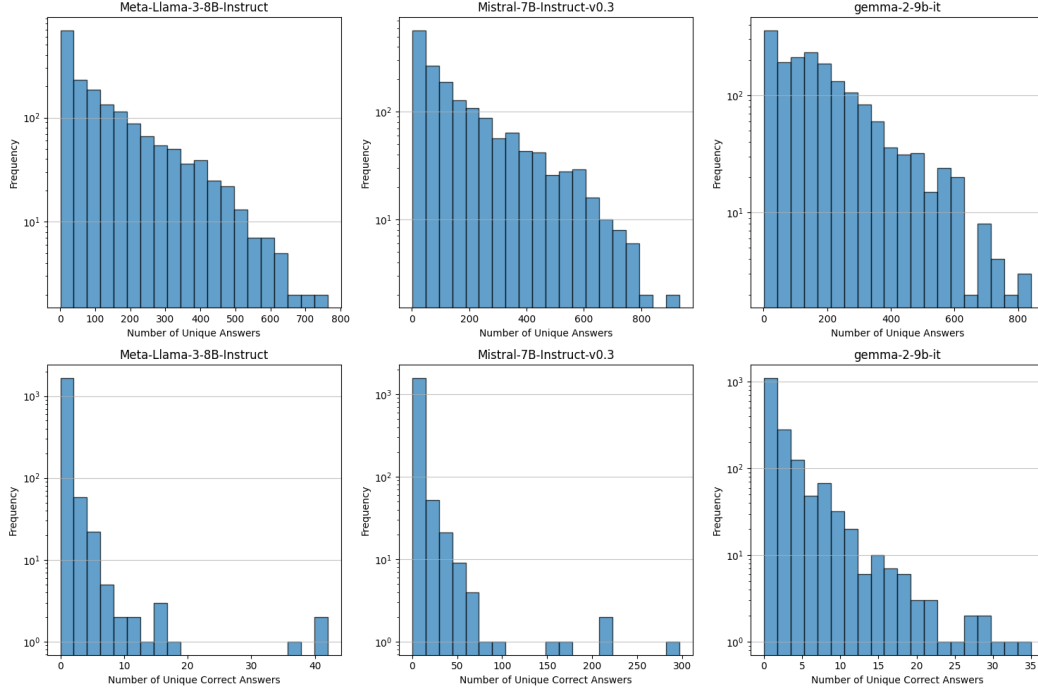 Meta-Llama-3-8B-Instruct
Mistral-7B-Instruct-v0.3
gemma-2-9b-it
Frequency
10²
10¹
0 100 200 300 400 500 600 700 800
Number of Unique Answers
Frequency
10²
10¹
0 200 400 600 800
Number of Unique Answers
Frequency
10²
10¹
0 200 400 600 800
Number of Unique Answers
Meta-Llama-3-8B-Instruct
Mistral-7B-Instruct-v0.3
gemma-2-9b-it
Frequency
10³
10²
10¹
10⁰
0 10 20 30 40
Number of Unique Correct Answers
Frequency
10³
10²
10¹
10⁰
0 50 100 150 200 250 300
Number of Unique Correct Answers
Frequency
10³
10²
10¹
10⁰
0 5 10 15 20 25 30 35
Number of Unique Correct Answers